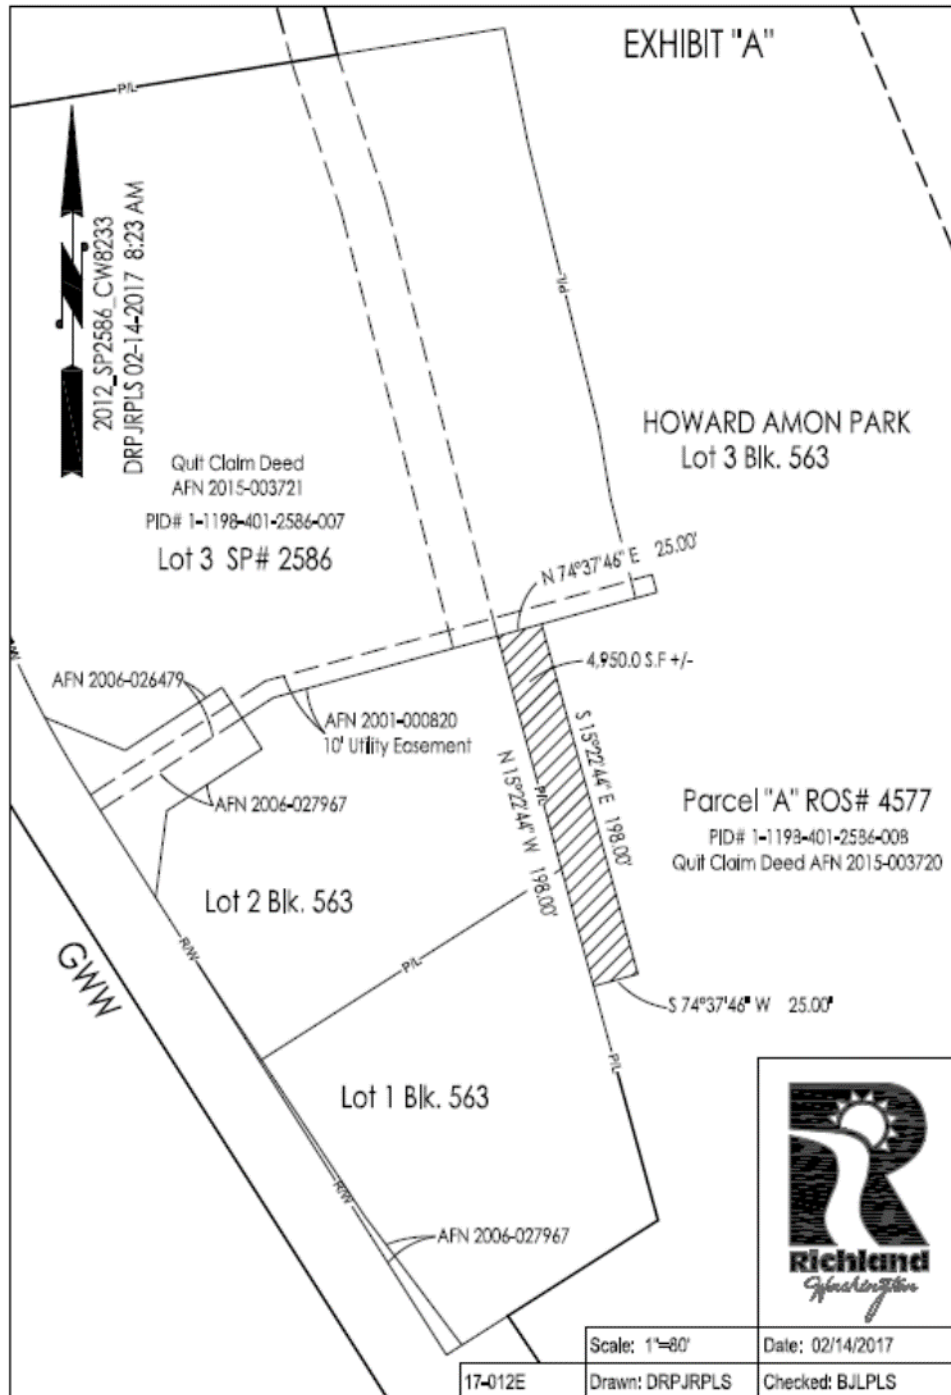 EXHIBIT "A"
P/L
2012_SP2586_CW8233
DRPJRPLS 02-14-2017 8:23 AM
P/L
HOWARD AMON PARK
Lot 3 Blk. 563
Quit Claim Deed
AFN 2015-003721
PID# 1-1198-401-2586-007
Lot 3 SP# 2586
N 74°37'46" E 25.00'
4,950.0 S.F +/-
AFN 2006-026479
AFN 2001-000820
10' Utility Easement
AFN 2006-027967
N 15°22'44" W 198.00'
P/L
S 15°22'44" E 198.00'
Parcel "A" ROS# 4577
PID# 1-1198-401-2586-008
Quit Claim Deed AFN 2015-003720
Lot 2 Blk. 563
R/W
P/L
GWW
S 74°37'46" W 25.00'
P/L
Lot 1 Blk. 563
R/W
AFN 2006-027967
Richland
Washington
Scale: 1"=80'
Date: 02/14/2017
17-012E
Drawn: DRPJRPLS
Checked: BJLPLS